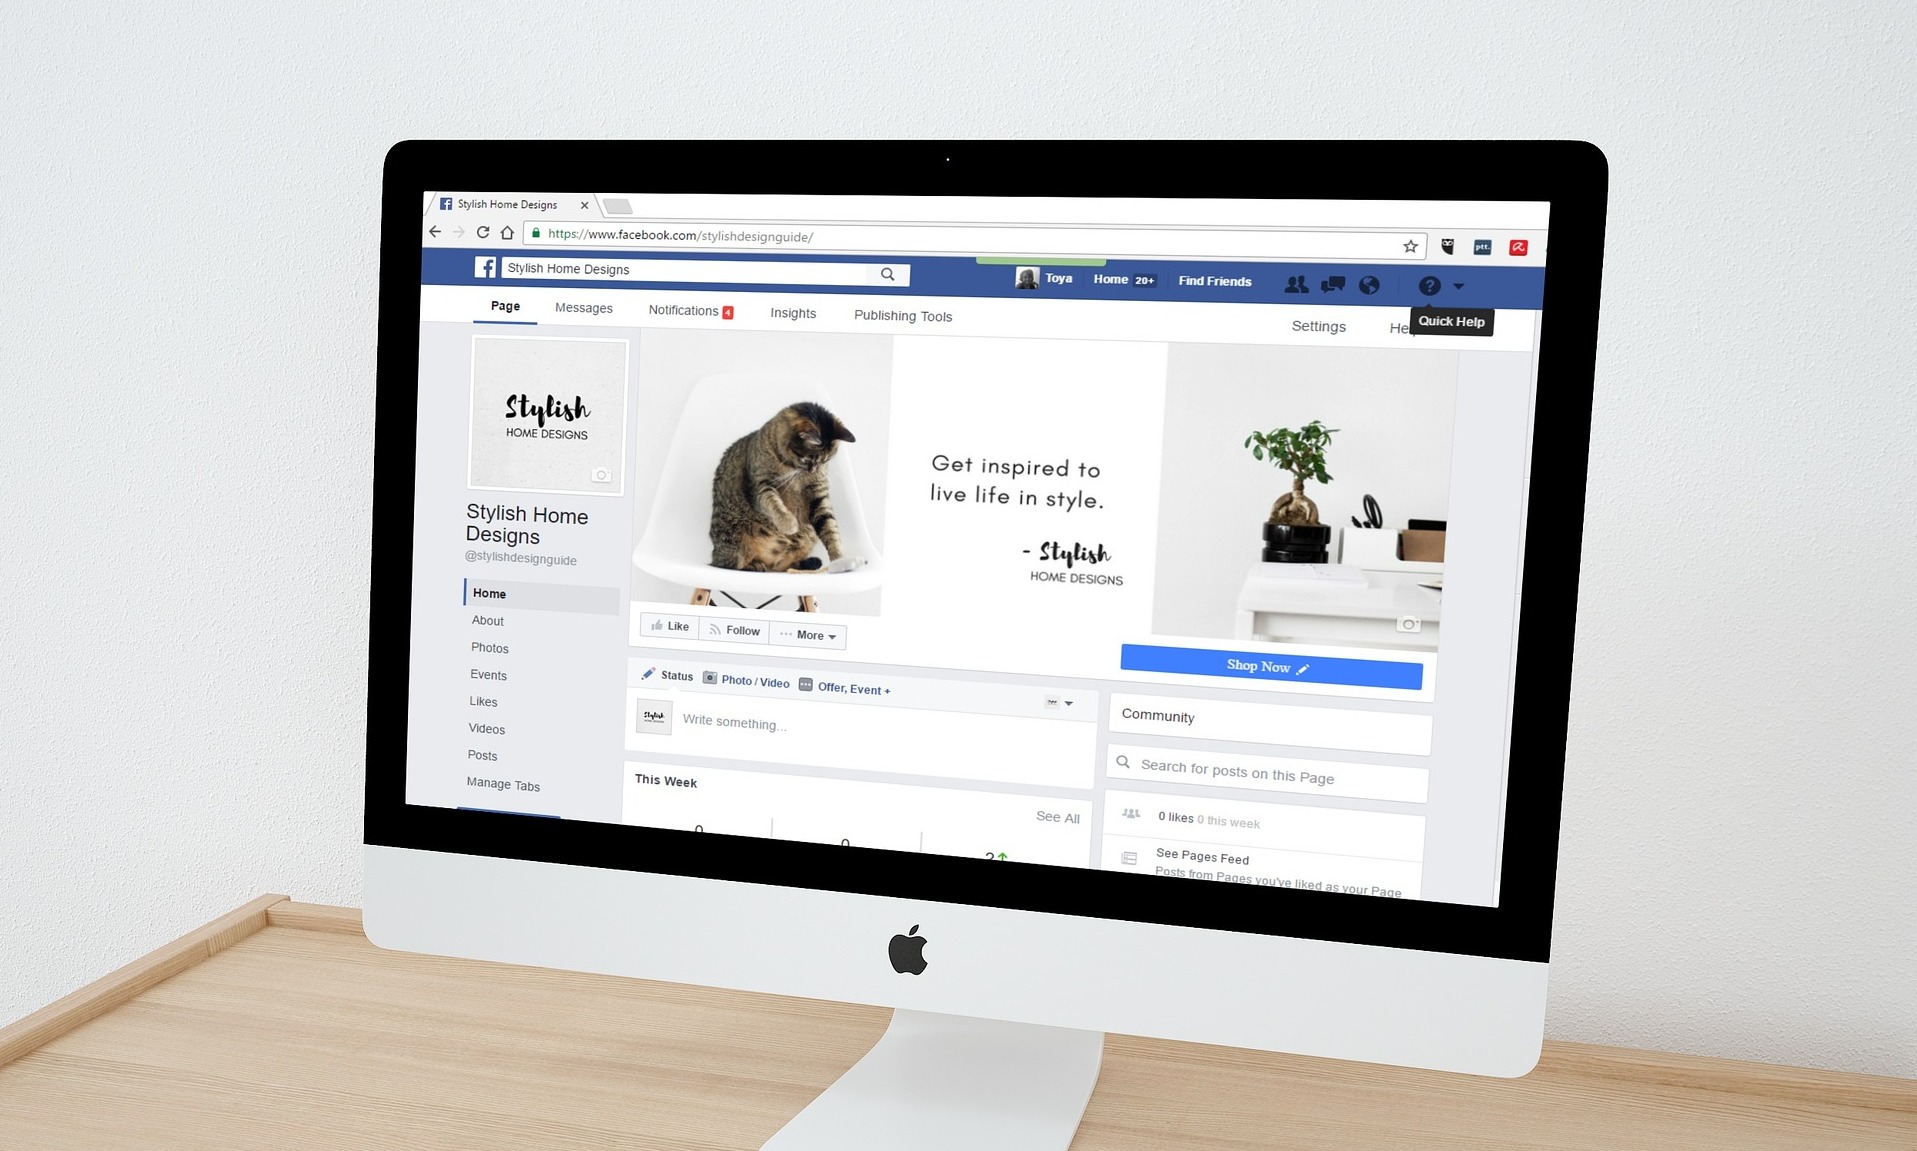 Stylish Home Designs
https://www.facebook.com/stylishdesignguide/
ptt.
Stylish Home Designs
Toya
Home 20+
Find Friends
Page
Messages
Notifications 4
Insights
Publishing Tools
Settings
Quick Help
Stylish
HOME DESIGNS
Stylish Home
Designs
@stylishdesignguide
Home
About
Photos
Events
Likes
Videos
Posts
Manage Tabs
Get inspired to
live life in style.
- Stylish
HOME DESIGNS
Like
Follow
More
Shop Now
Status
Photo / Video
Offer, Event +
Stylish
Write something...
This Week
See All
0
0
2
Community
Search for posts on this Page
0 likes 0 this week
See Pages Feed
Posts from Pages you've liked as your Page